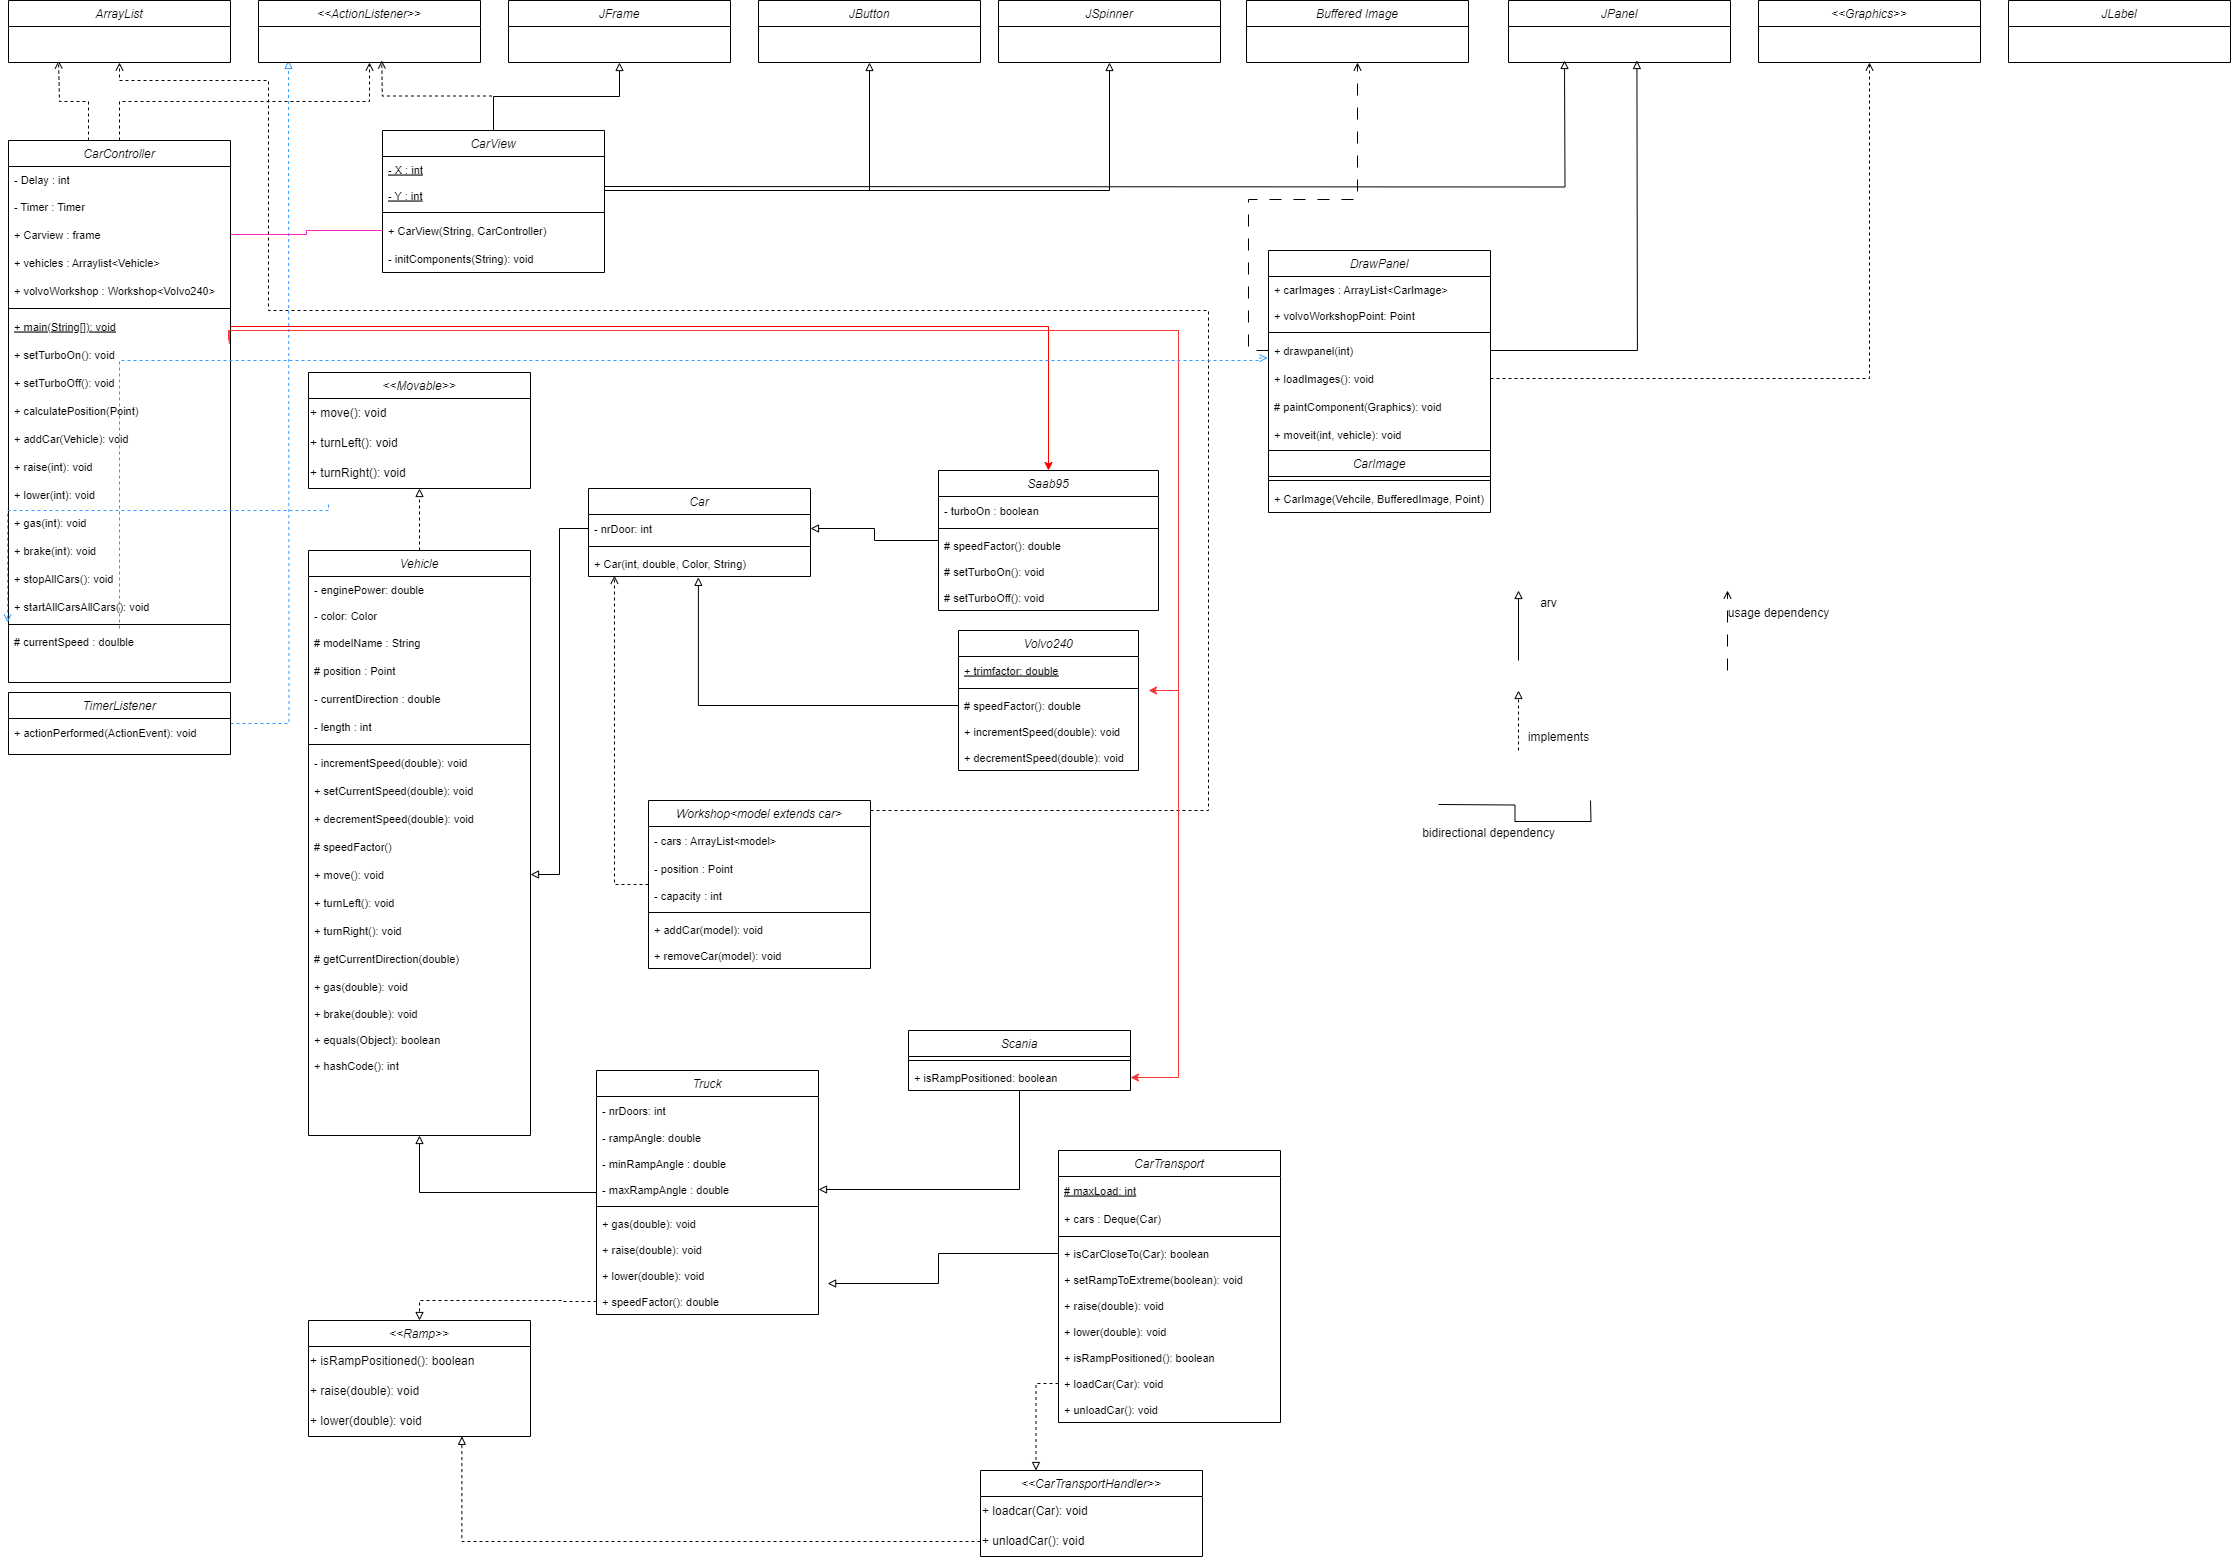 ArrayList
<<ActionListener>>
JFrame
JButton
JSpinner
Buffered Image
JPanel
<<Graphics>>
JLabel
CarController
- Delay : int
- Timer : Timer
+ Carview : frame
+ vehicles : Arraylist<Vehicle>
+ volvoWorkshop : Workshop<Volvo240>
+ main(String[]): void
+ setTurboOn(): void
+ setTurboOff(): void
+ calculatePosition(Point)
+ addCar(Vehicle): void
+ raise(int): void
+ lower(int): void
+ gas(int): void
+ brake(int): void
+ stopAllCars(): void
+ startAllCarsAllCars(): void
# currentSpeed : doulble
TimerListener
+ actionPerformed(ActionEvent): void
CarView
- X : int
- Y : int
+ CarView(String, CarController)
- initComponents(String): void
DrawPanel
+ carImages : ArrayList<CarImage>
+ volvoWorkshopPoint: Point
+ drawpanel(int)
+ loadImages(): void
# paintComponent(Graphics): void
+ moveit(int, vehicle): void
CarImage
+ CarImage(Vehcile, BufferedImage, Point)
<<Movable>>
+ move(): void
+ turnLeft(): void
+ turnRight(): void
Vehicle
- enginePower: double
- color: Color
# modelName : String
# position : Point
- currentDirection : double
- length : int
- incrementSpeed(double): void
+ setCurrentSpeed(double): void
+ decrementSpeed(double): void
# speedFactor()
+ move(): void
+ turnLeft(): void
+ turnRight(): void
# getCurrentDirection(double)
+ gas(double): void
+ brake(double): void
+ equals(Object): boolean
+ hashCode(): int
Car
- nrDoor: int
+ Car(int, double, Color, String)
Saab95
- turboOn : boolean
# speedFactor(): double
# setTurboOn(): void
# setTurboOff(): void
Volvo240
+ trimfactor: double
# speedFactor(): double
+ incrementSpeed(double): void
+ decrementSpeed(double): void
Workshop<model extends car>
- cars : ArrayList<model>
- position : Point
- capacity : int
+ addCar(model): void
+ removeCar(model): void
arv
usage dependency
implements
bidirectional dependency
Scania
+ isRampPositioned: boolean
Truck
- nrDoors: int
- rampAngle: double
- minRampAngle : double
- maxRampAngle : double
+ gas(double): void
+ raise(double): void
+ lower(double): void
+ speedFactor(): double
CarTransport
# maxLoad: int
+ cars : Deque(Car)
+ isCarCloseTo(Car): boolean
+ setRampToExtreme(boolean): void
+ raise(double): void
+ lower(double): void
+ isRampPositioned(): boolean
+ loadCar(Car): void
+ unloadCar(): void
<<Ramp>>
+ isRampPositioned(): boolean
+ raise(double): void
+ lower(double): void
<<CarTransportHandler>>
+ loadcar(Car): void
+ unloadCar(): void